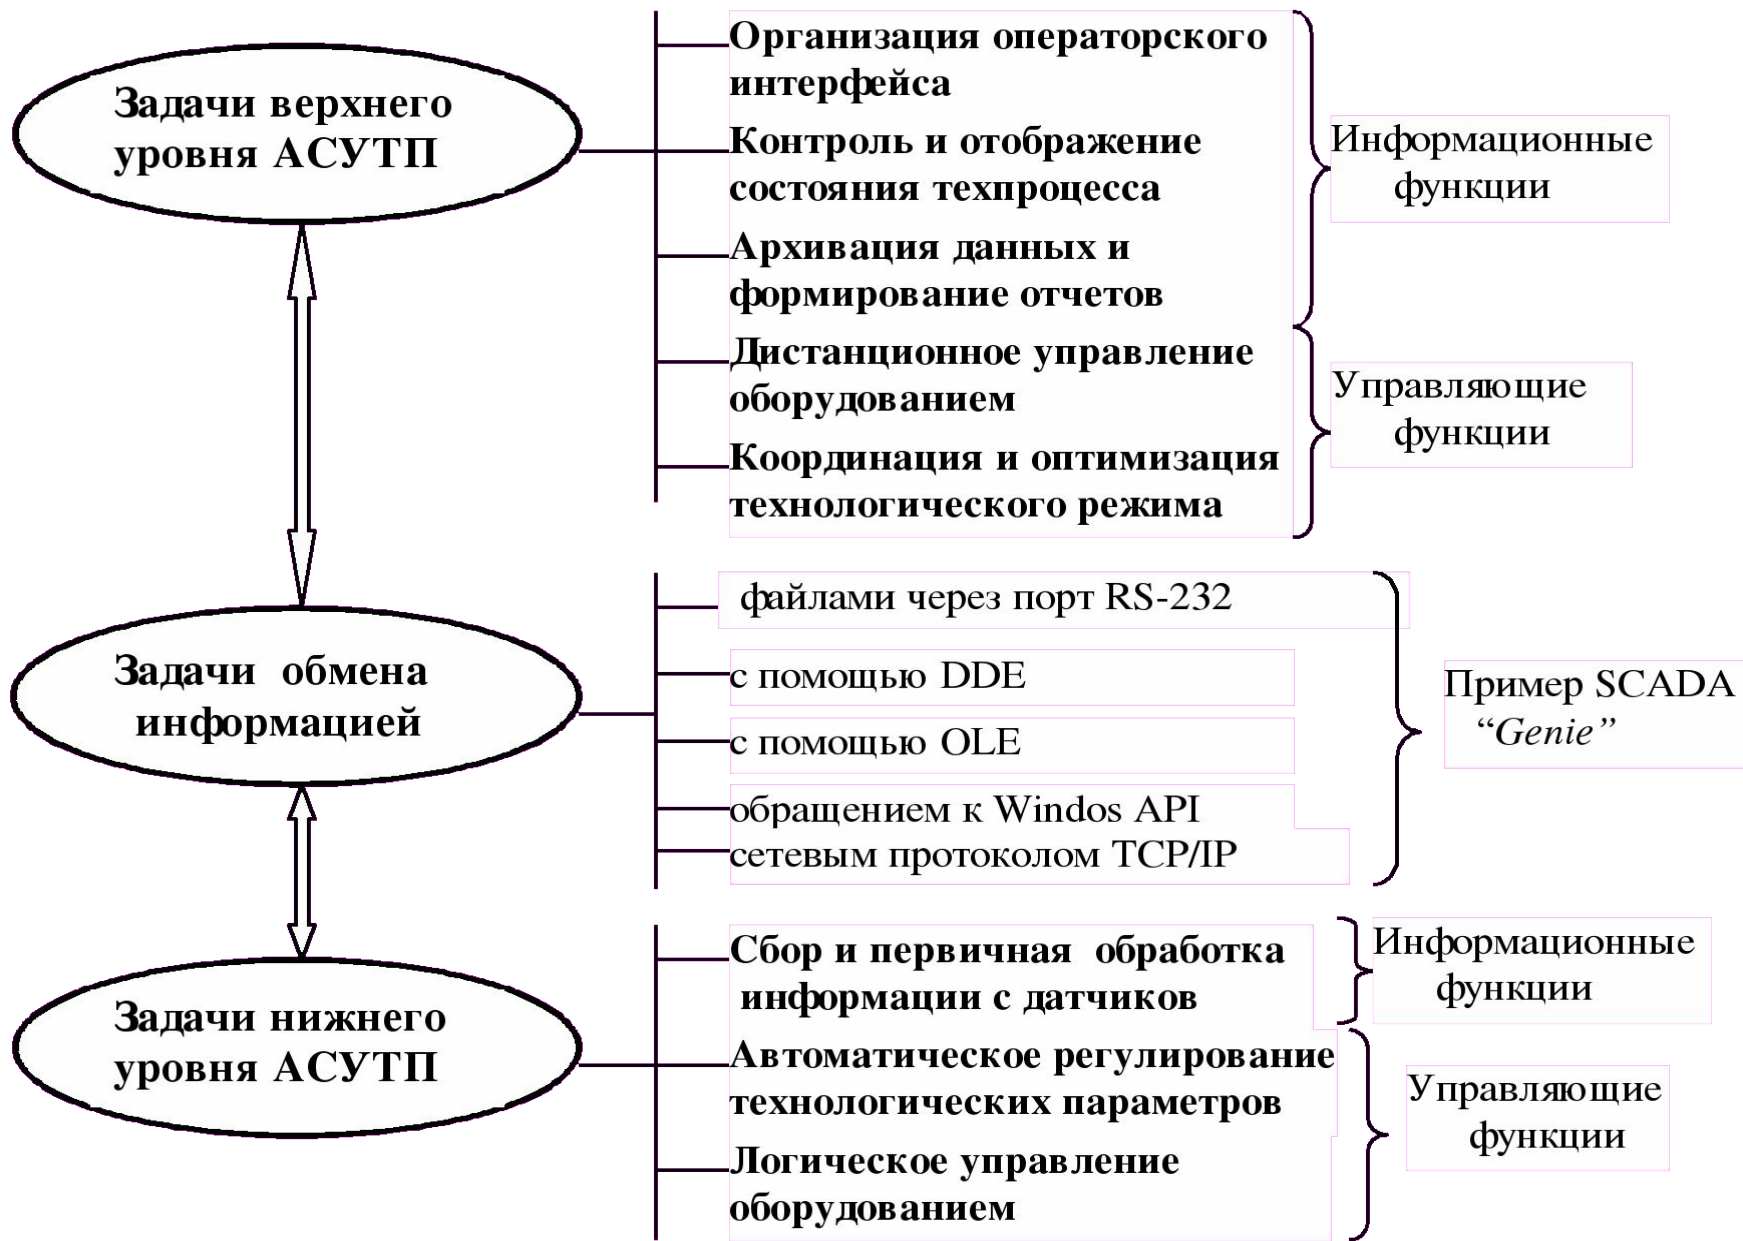 Задачи верхнего
уровня АСУТП
Организация операторского
интерфейса
Контроль и отображение
состояния техпроцесса
Архивация данных и
формирование отчетов
Дистанционное управление
оборудованием
Координация и оптимизация
технологического режима
Информационные
функции
Управляющие
функции
Задачи обмена
информацией
файлами через порт RS-232
с помощью DDE
с помощью OLE
обращением к Windos API
сетевым протоколом TCP/IP
Пример SCADA
“Genie”
Задачи нижнего
уровня АСУТП
Сбор и первичная обработка
информации с датчиков
Автоматическое регулирование
технологических параметров
Логическое управление
оборудованием
Информационные
функции
Управляющие
функции